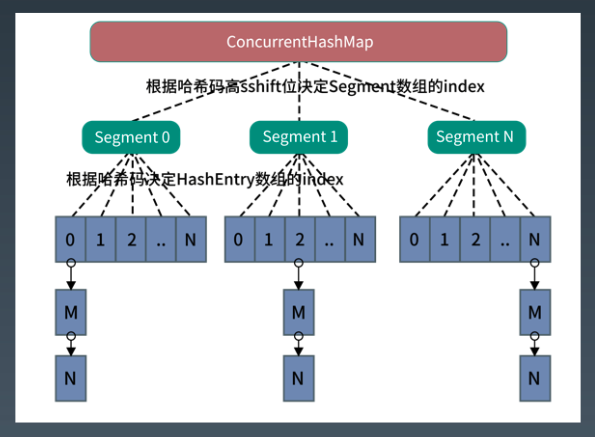 ConcurrentHashMap
根据哈希码高sshift位决定Segment数组的index
Segment 0 Segment 1 Segment N
根据哈希码决定HashEntry数组的index
0 1 2 .. N 0 1 2 .. N 0 1 2 .. N
M M M
N N N